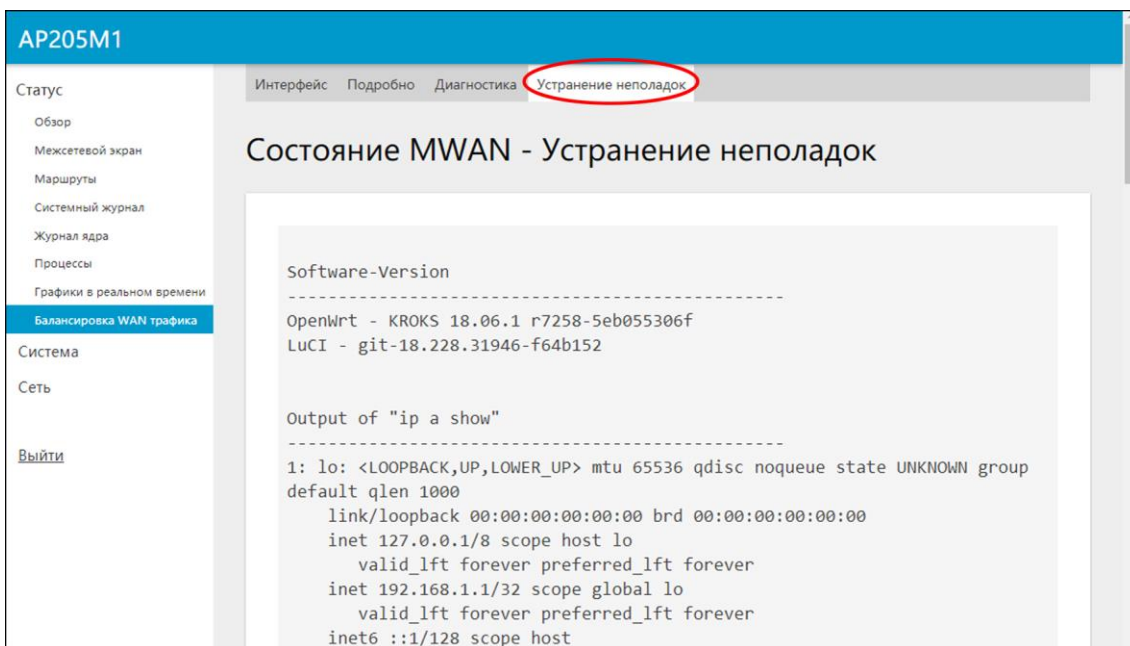 AP205M1
Статус
Обзор
Межсетевой экран
Маршруты
Системный журнал
Журнал ядра
Процессы
Графики в реальном времени
Балансировка WAN трафика
Система
Сеть
Выйти
Интерфейс Подробно Диагностика Устранение неполадок
Состояние MWAN - Устранение неполадок
Software-Version
-------------------------------------------------
OpenWrt - KROKS 18.06.1 r7258-5eb055306f
LuCI - git-18.228.31946-f64b152
Output of "ip a show"
-------------------------------------------------
1: lo: <LOOPBACK,UP,LOWER_UP> mtu 65536 qdisc noqueue state UNKNOWN group
default qlen 1000
link/loopback 00:00:00:00:00:00 brd 00:00:00:00:00:00
inet 127.0.0.1/8 scope host lo
valid_lft forever preferred_lft forever
inet 192.168.1.1/32 scope global lo
valid_lft forever preferred_lft forever
inet6 ::1/128 scope host